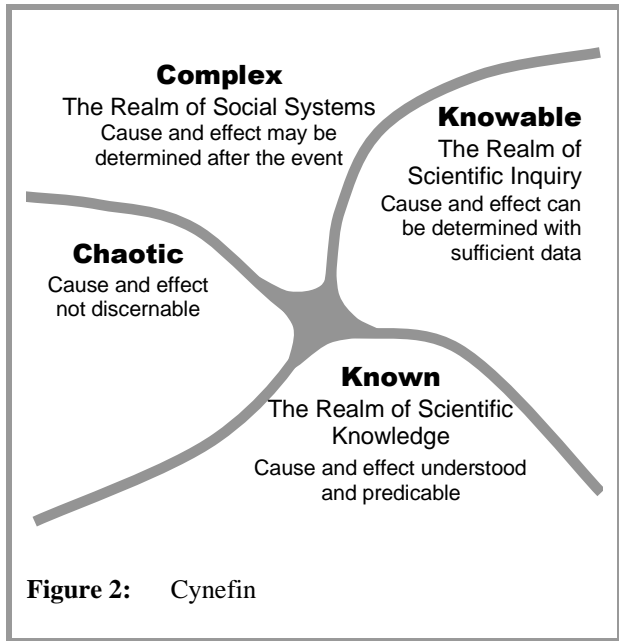 Complex
The Realm of Social Systems
Cause and effect may be
determined after the event
Knowable
The Realm of
Scientific Inquiry
Cause and effect can
be determined with
sufficient data
Chaotic
Cause and effect
not discernable
Known
The Realm of Scientific
Knowledge
Cause and effect understood
and predicable
Figure 2: Cynefin